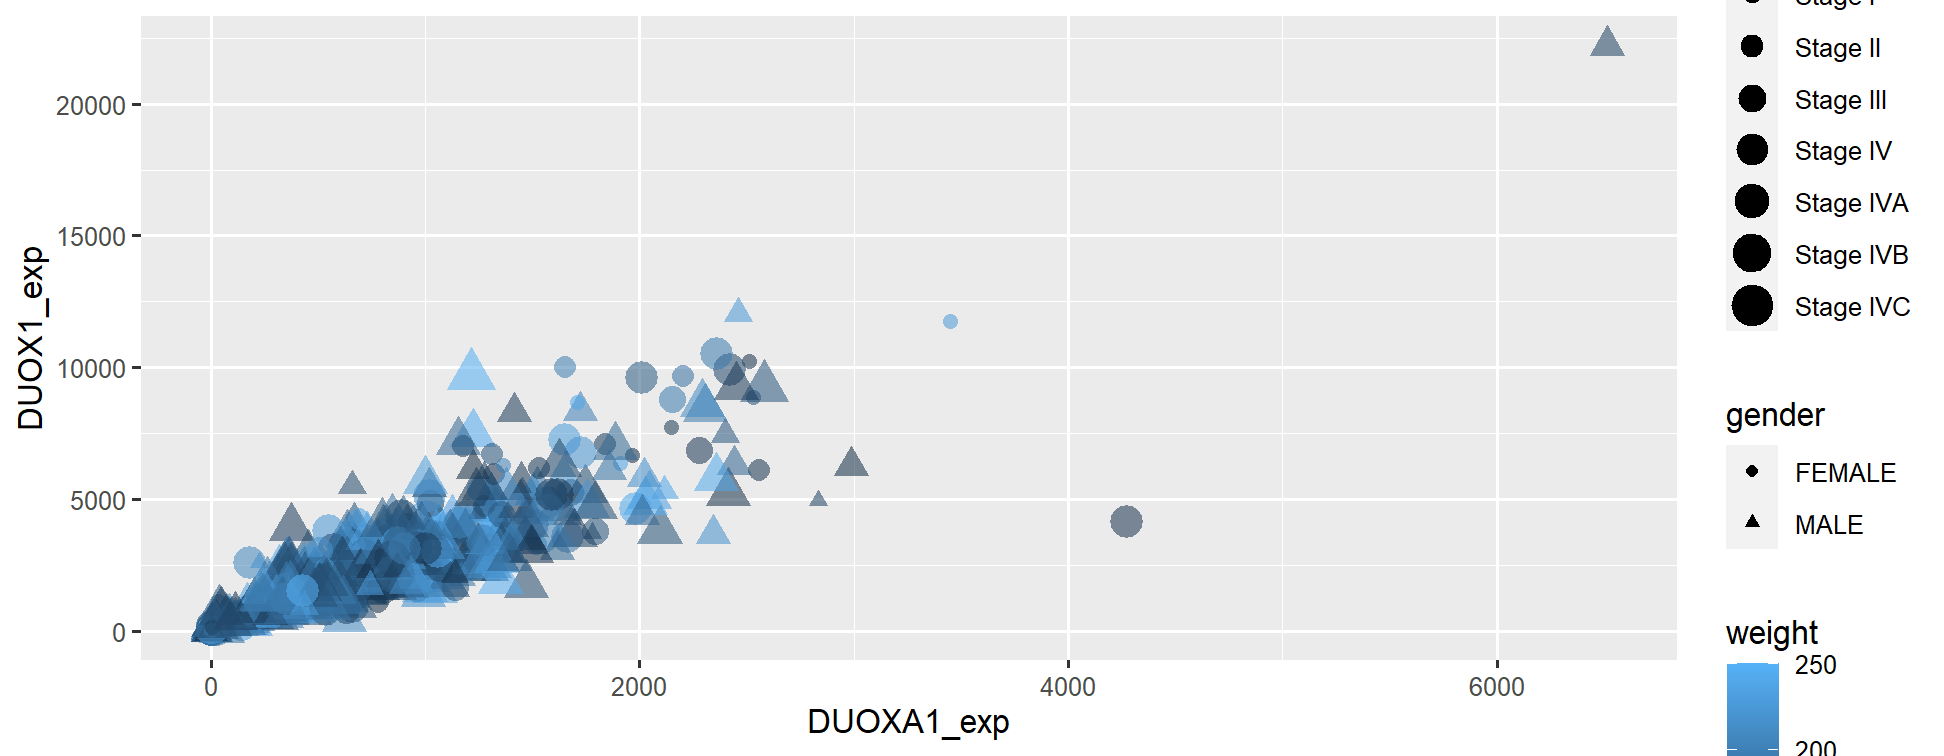 DUOX1_exp
20000
15000
10000
5000
0
0
2000
4000
6000
DUOXA1_exp
Stage II
Stage III
Stage IV
Stage IVA
Stage IVB
Stage IVC
gender
FEMALE
MALE
weight
250
200